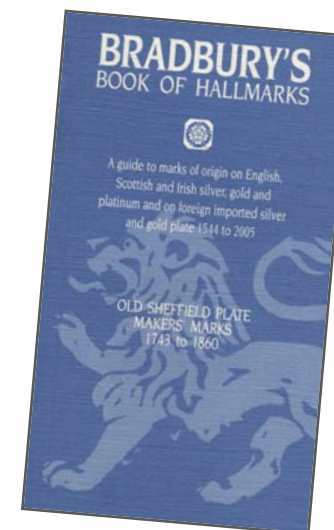 BRADBURY'S
BOOK OF HALLMARKS
A guide to marks of origin on English,
Scottish and Irish silver, gold and
platinum and on foreign imported silver
and gold plate 1544 to 2005
OLD SHEFFIELD PLATE
MAKERS' MARKS
1743 to 1860